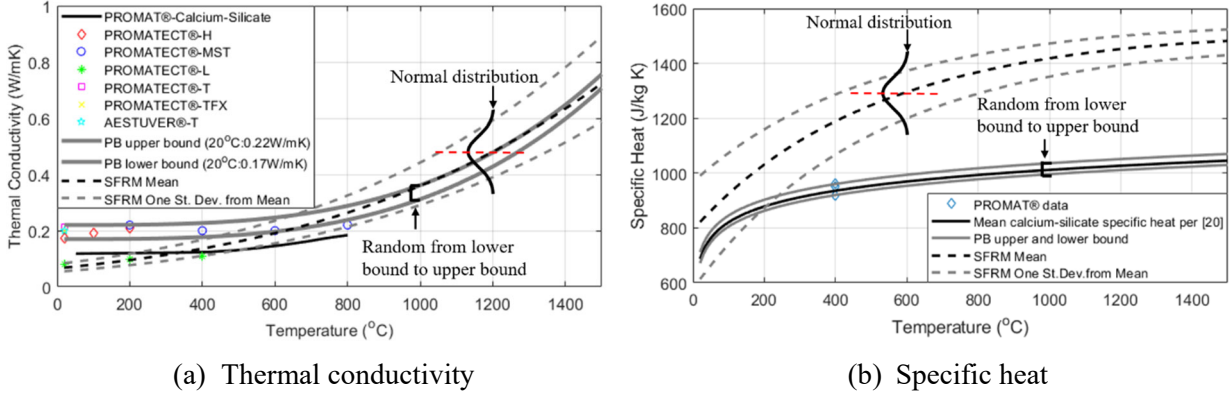 1
0.8
0.6
0.4
0.2
0
Thermal Conductivity (W/mK)
PROMAT®-Calcium-Silicate
PROMATECT®-H
PROMATECT®-MST
PROMATECT®-L
PROMATECT®-T
PROMATECT®-TFX
AESTUVER®-T
PB upper bound (20°C:0.22W/mK)
PB lower bound (20°C:0.17W/mK)
SFRM Mean
SFRM One St. Dev. from Mean
Normal distribution
Random from lower
bound to upper bound
0 200 400 600 800 1000 1200 1400
Temperature (°C)
(a) Thermal conductivity
1600
1400
1200
1000
800
600
Specific Heat (J/kg K)
Normal distribution
Random from lower
bound to upper bound
PROMAT® data
Mean calcium-silicate specific heat per [20]
PB upper and lower bound
SFRM Mean
SFRM One St.Dev.from Mean
0 200 400 600 800 1000 1200 1400
Temperature (°C)
(b) Specific heat